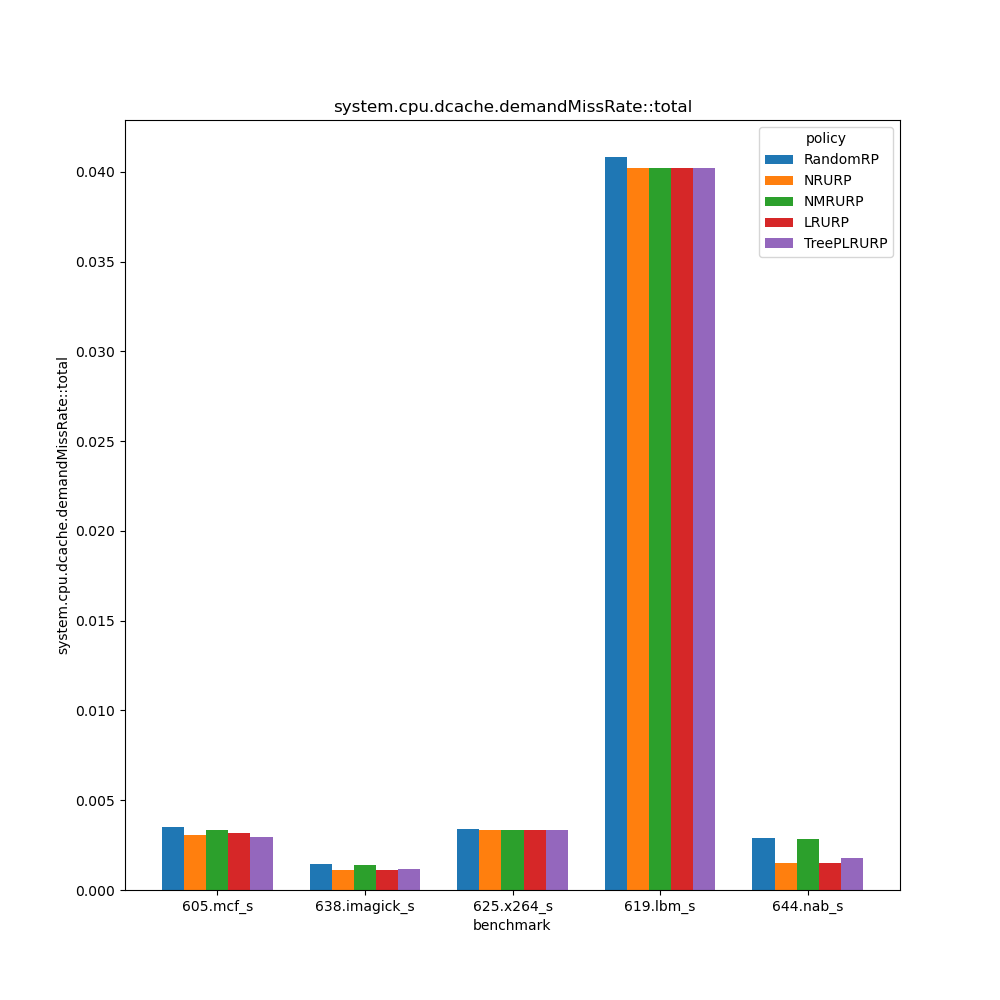 system.cpu.dcache.demandMissRate::total
policy
RandomRP
NRURP
NMRURP
LRURP
TreePLRURP
system.cpu.dcache.demandMissRate::total
0.040
0.035
0.030
0.025
0.020
0.015
0.010
0.005
0.000
605.mcf_s 638.imagick_s 625.x264_s 619.lbm_s 644.nab_s
benchmark